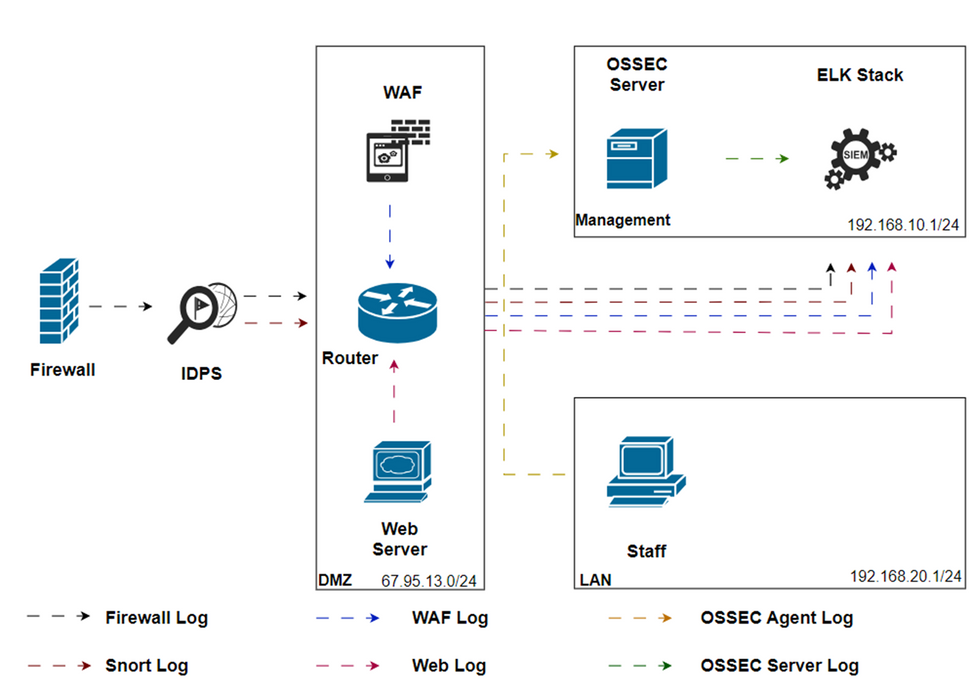 WAF
OSSEC
Server
ELK Stack
SIEM
Management
192.168.10.1/24
Firewall
IDPS
Router
Web
Server
DMZ
67.95.13.0/24
Staff
LAN
192.168.20.1/24
Firewall Log
WAF Log
OSSEC Agent Log
Snort Log
Web Log
OSSEC Server Log